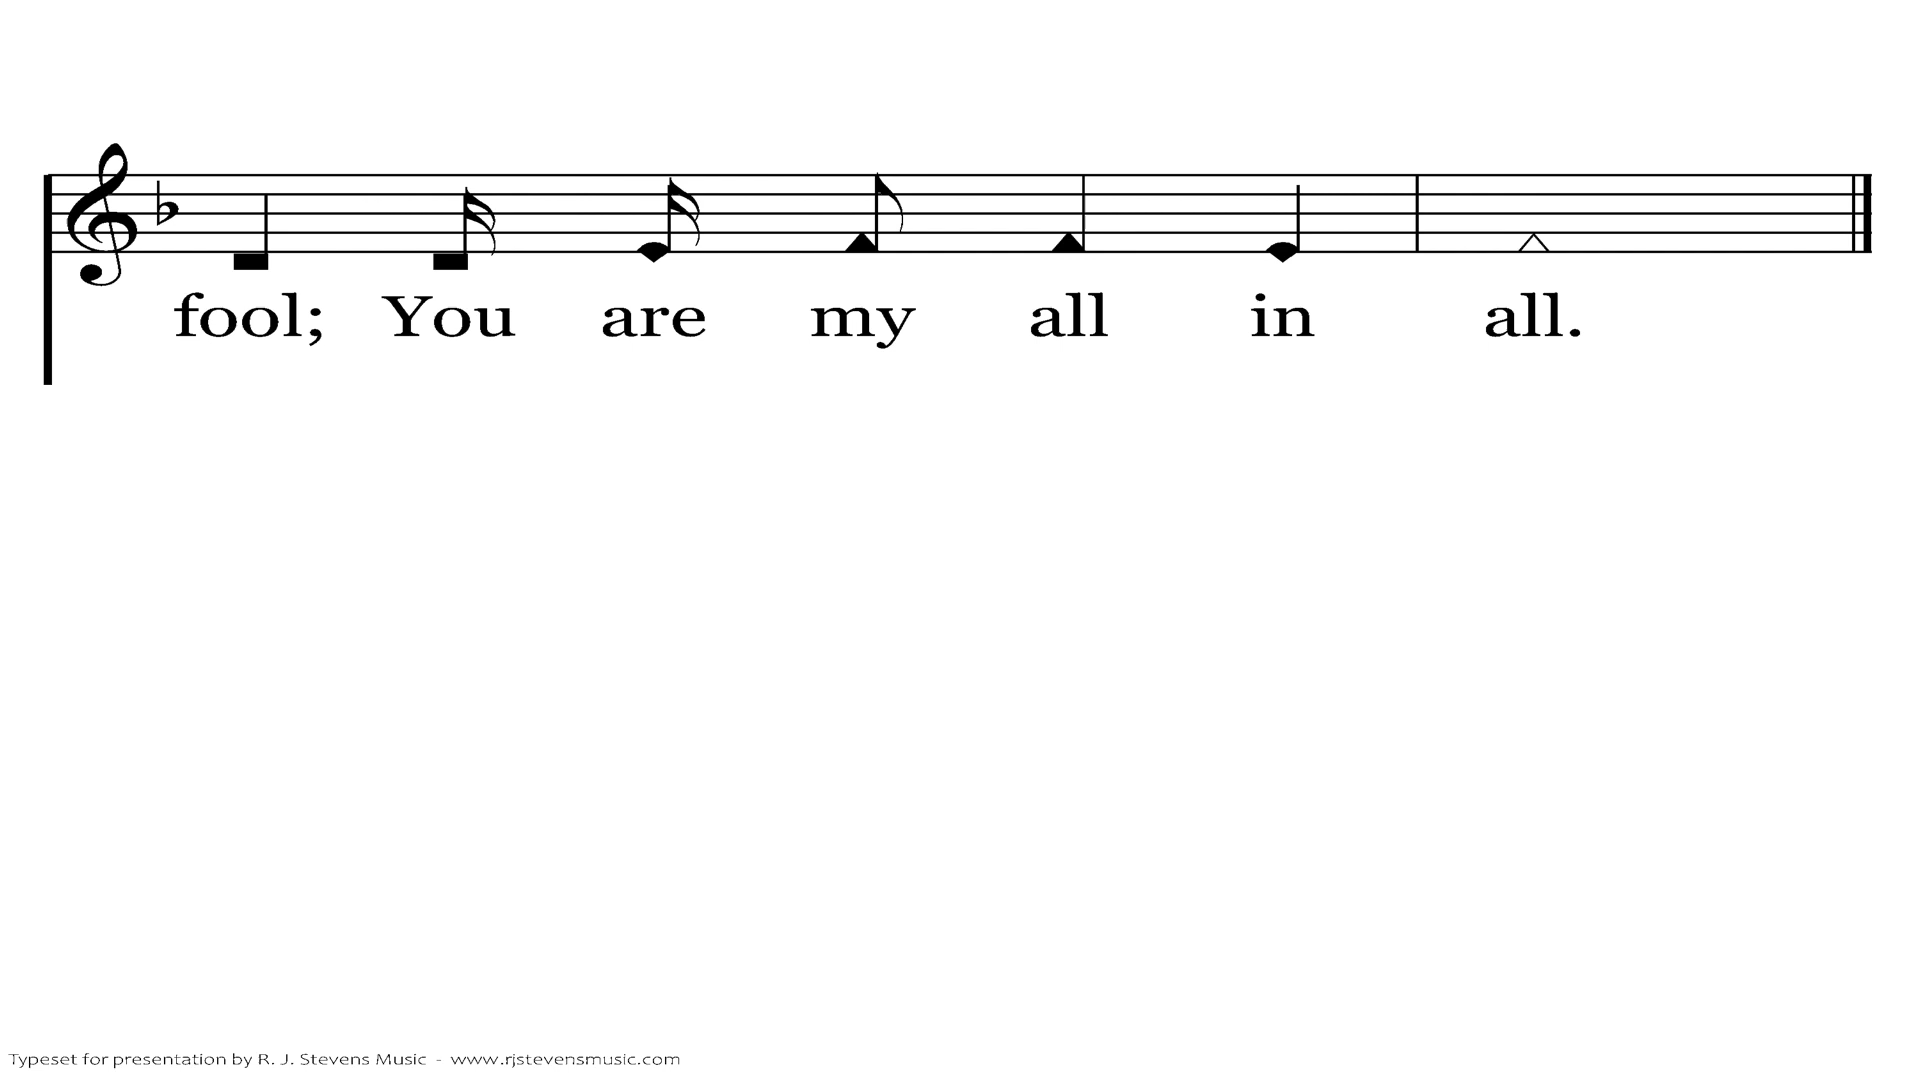 fool; You are my all in all.
Typeset for presentation by R. J. Stevens Music - www.rjstevensmusic.com